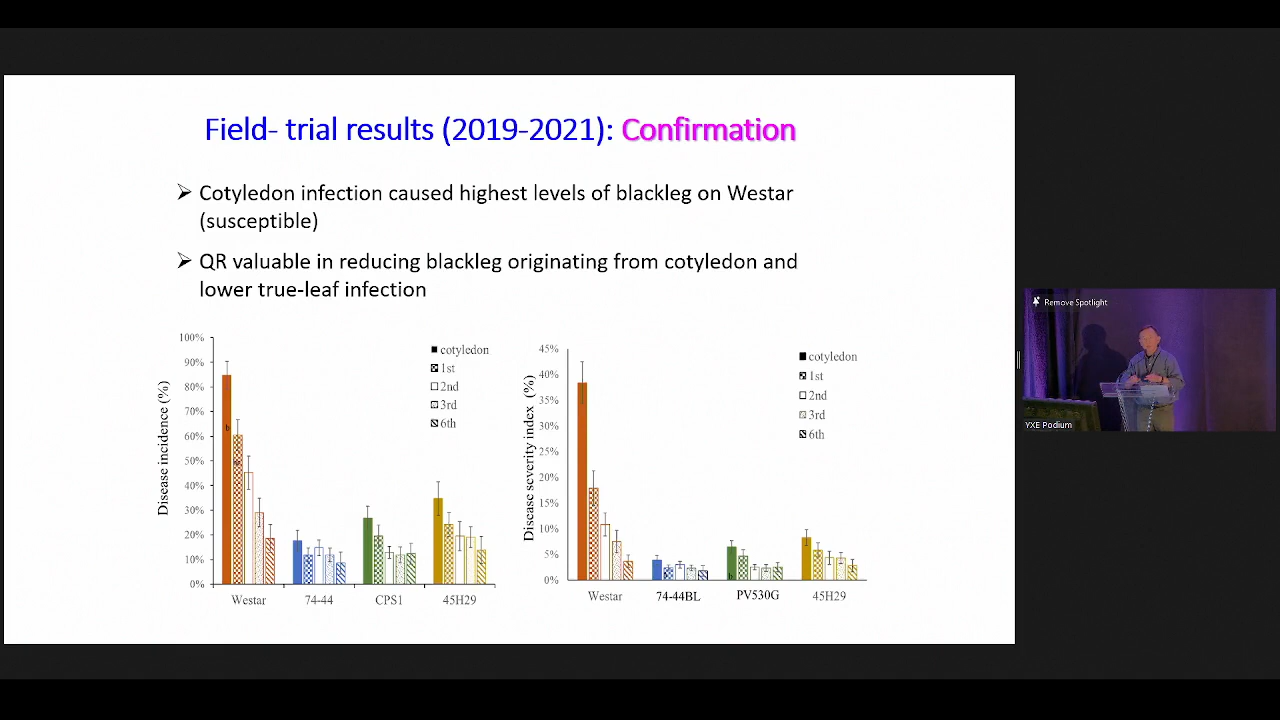 Field- trial results (2019-2021): Confirmation
➢ Cotyledon infection caused highest levels of blackleg on Westar
(susceptible)
➢ QR valuable in reducing blackleg originating from cotyledon and
lower true-leaf infection
Disease incidence (%)
100%
90%
80%
70%
60%
50%
40%
30%
20%
10%
0%
b
cotyledon
1st
2nd
3rd
6th
Westar
74-44
CPS1
45H29
Disease severity index (%)
45%
40%
35%
30%
25%
20%
15%
10%
5%
0%
b
cotyledon
1st
2nd
3rd
6th
Westar
74-44BL
PV530G
45H29
Remove Spotlight
YXE Podium